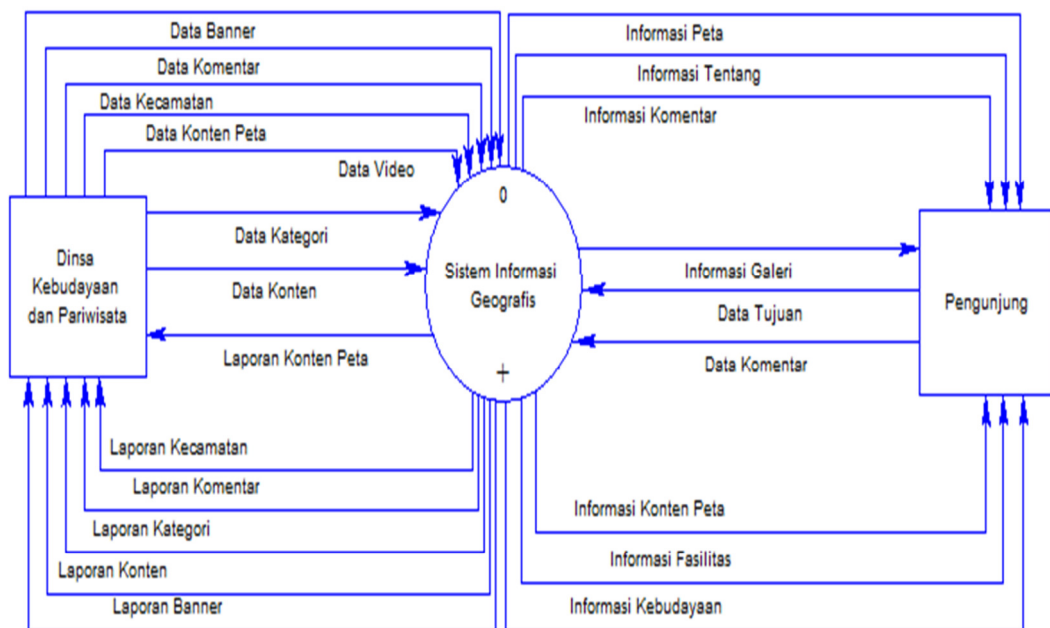 Data Banner
Data Komentar
Data Kecamatan
Data Konten Peta
Data Video
Data Kategori
Data Konten
Laporan Konten Peta
Dinsa
Kebudayaan
dan Pariwisata
Laporan Kecamatan
Laporan Komentar
Laporan Kategori
Laporan Konten
Laporan Banner
0
Sistem Informasi
Geografis
+
Informasi Peta
Informasi Tentang
Informasi Komentar
Informasi Galeri
Data Tujuan
Data Komentar
Pengunjung
Informasi Konten Peta
Informasi Fasilitas
Informasi Kebudayaan